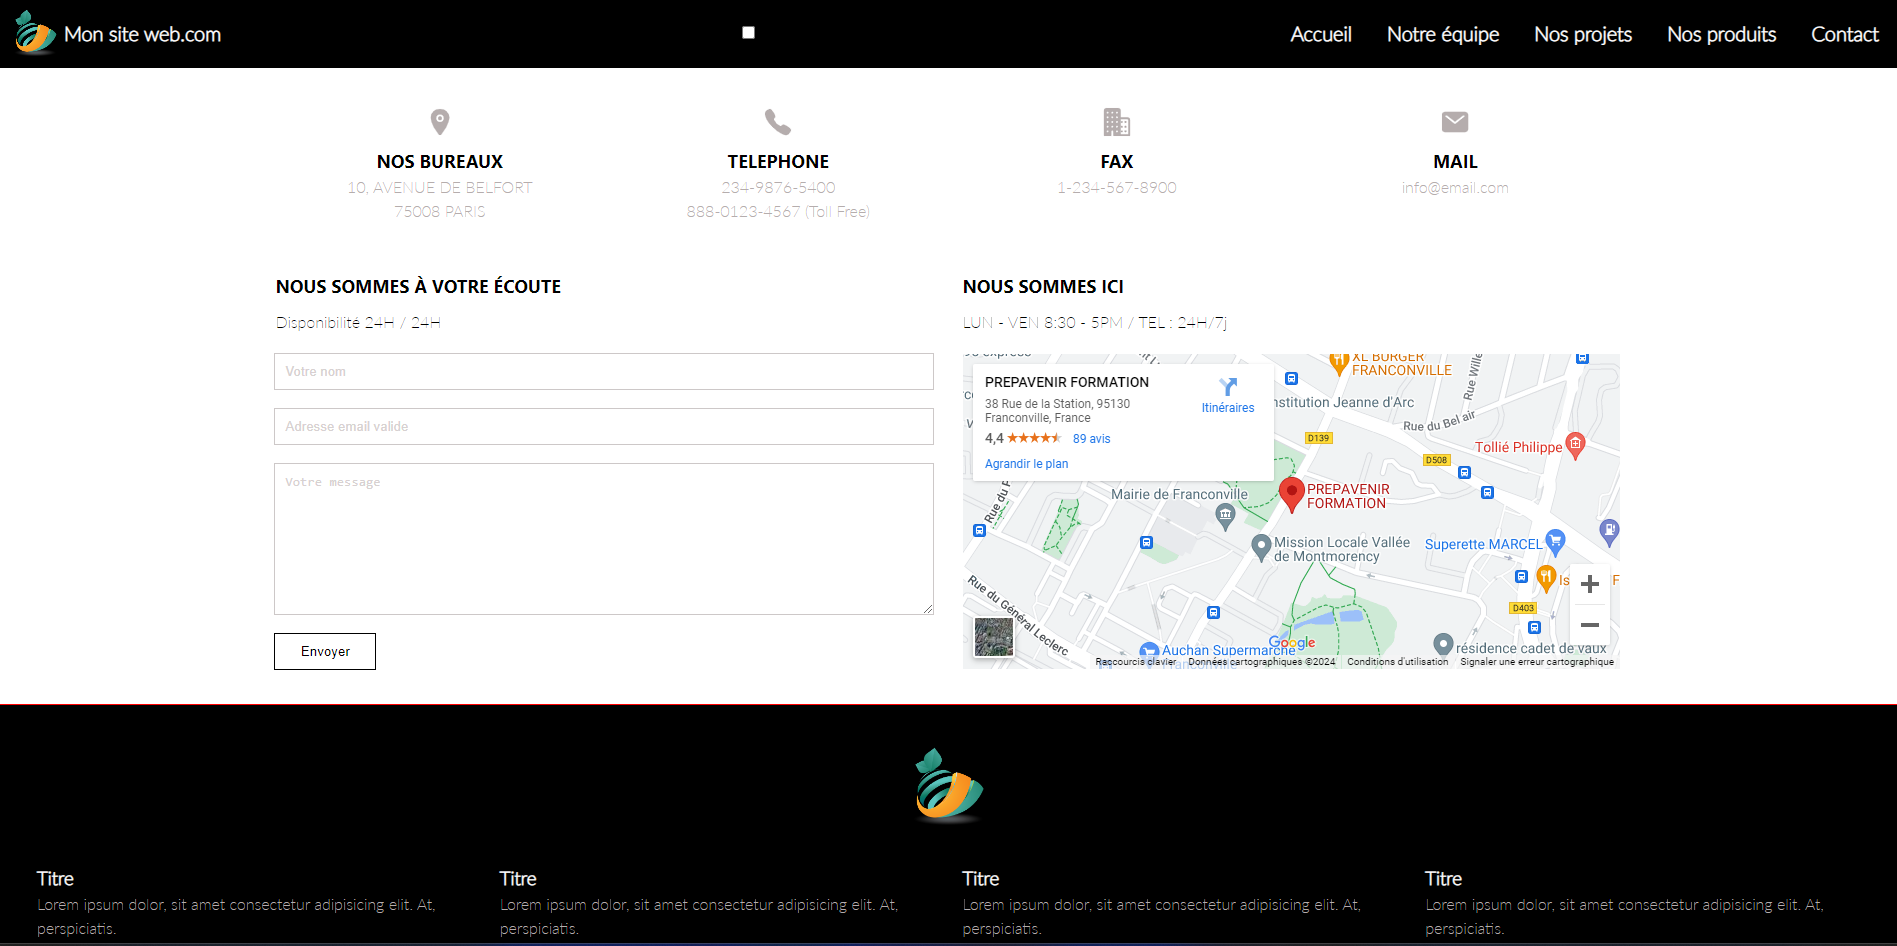 Mon site web.com
Accueil
Notre équipe
Nos projets
Nos produits
Contact
NOS BUREAUX
10, AVENUE DE BELFORT
75008 PARIS
TELEPHONE
234-9876-5400
888-0123-4567 (Toll Free)
FAX
1-234-567-8900
MAIL
info@email.com
NOUS SOMMES À VOTRE ÉCOUTE
Disponibilité 24H / 24H
Votre nom
Adresse email valide
Votre message
Envoyer
NOUS SOMMES ICI
LUN - VEN 8:30 - 5PM / TEL : 24H/7j
PREPAVENIR FORMATION
38 Rue de la Station, 95130
Franconville, France
4,4
89 avis
Agrandir le plan
Itinéraires
XL BURGER
FRANCONVILLE
Rue Wille
nstitution Jeanne d'Arc
Rue du Bel air
D139
Tollié Philippe
D508
Mairie de Franconville
PREPAVENIR
FORMATION
Rue du
Mission Locale Vallée
de Montmorency
Superette MARCEL
Rue du Général Leclerc
D403
Auchan Supermarché
Franconville
Google
résidence cadet de vaux
Raccourcis clavier
Données cartographiques ©2024
Conditions d'utilisation
Signaler une erreur cartographique
Titre
Lorem ipsum dolor, sit amet consectetur adipisicing elit. At,
perspiciatis.
Titre
Lorem ipsum dolor, sit amet consectetur adipisicing elit. At,
perspiciatis.
Titre
Lorem ipsum dolor, sit amet consectetur adipisicing elit. At,
perspiciatis.
Titre
Lorem ipsum dolor, sit amet consectetur adipisicing elit. At,
perspiciatis.